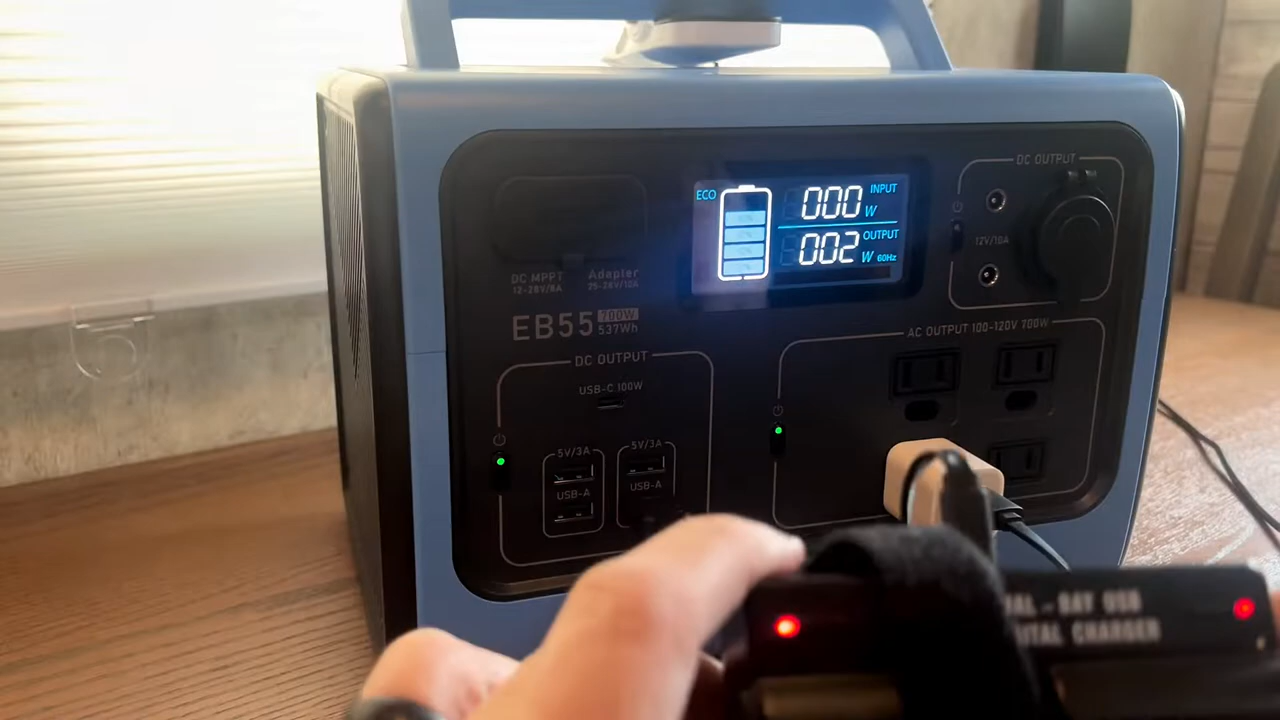 ECO
000 W INPUT
002 W OUTPUT 60Hz
DC OUTPUT
12V/10A
DC MPPT
12-28V/8A
Adapter
25-28V/10A
EB55 700W
537Wh
DC OUTPUT
USB-C 100W
5V/3A
USB-A
5V/3A
USB-A
AC OUTPUT 100-120V 700W
BAY USB
CHARGER